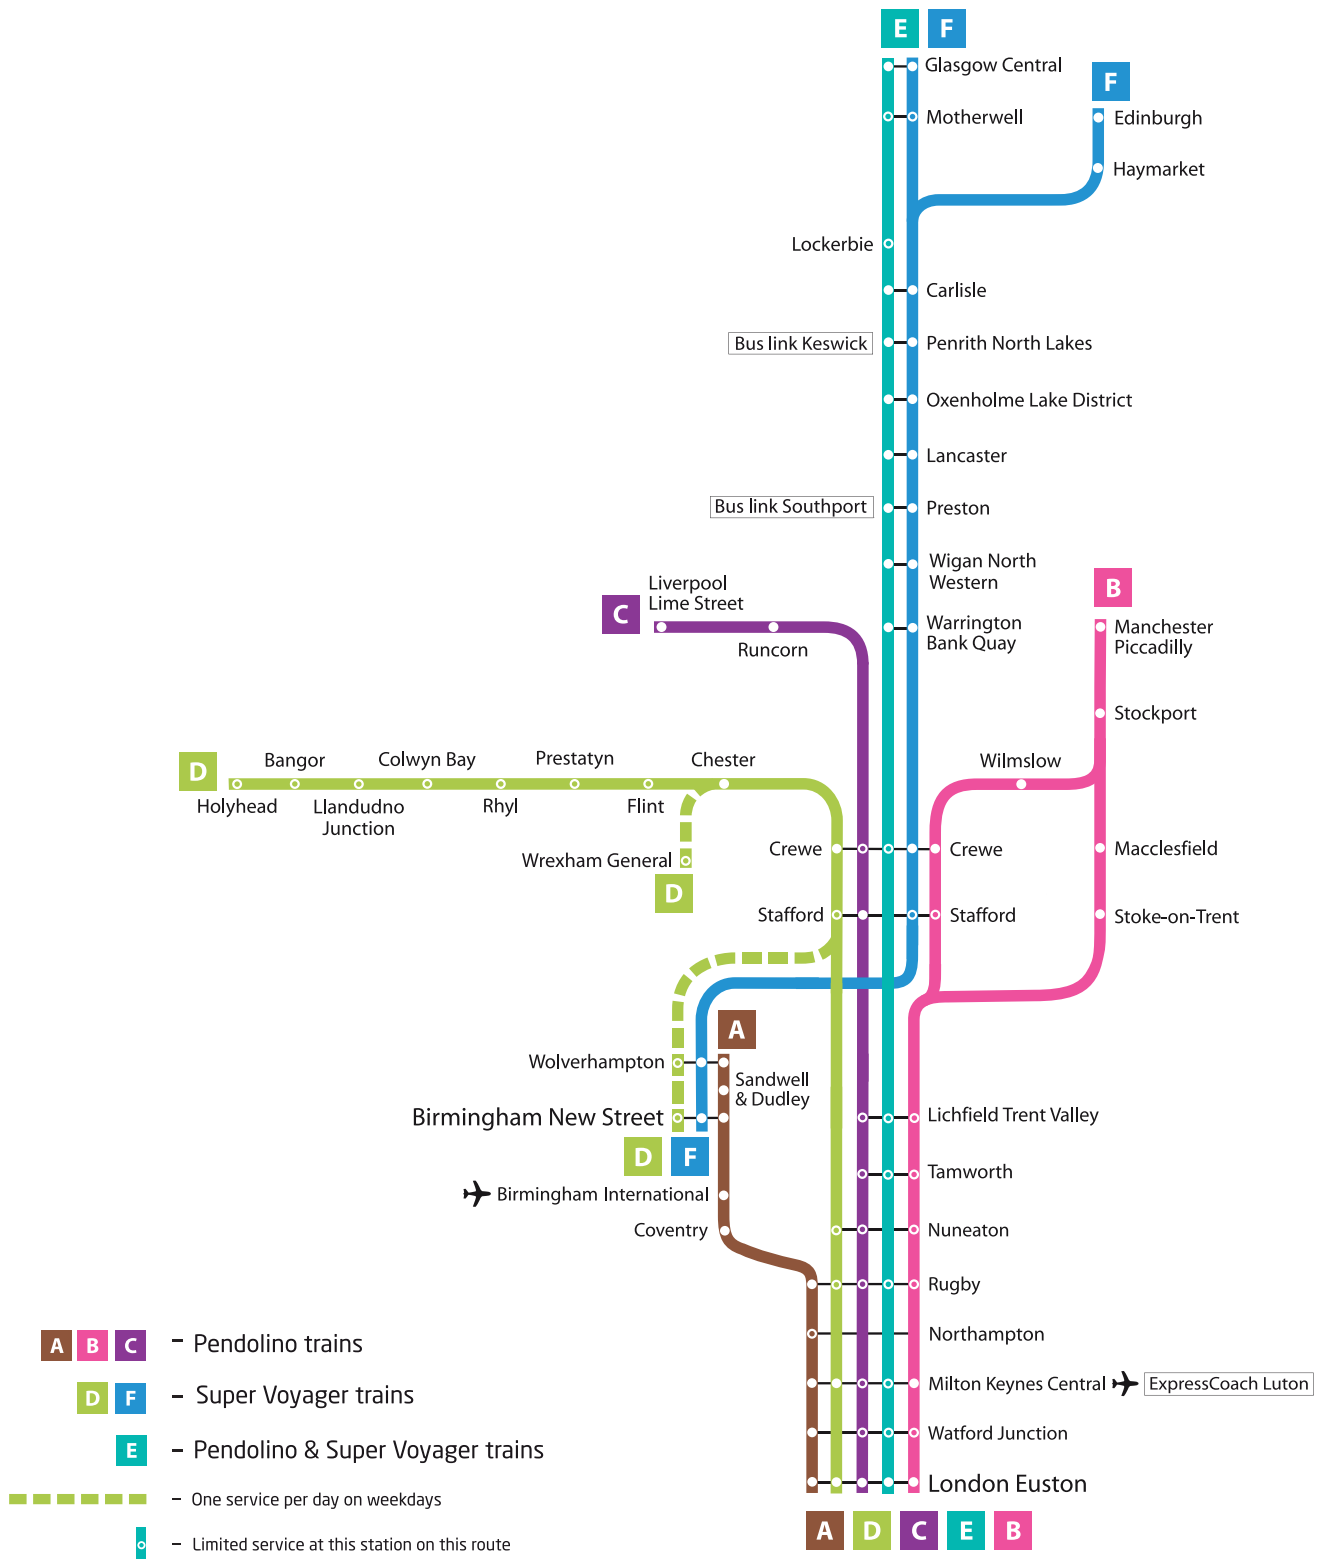 E F
Glasgow Central
F
Motherwell
Edinburgh
Haymarket
Lockerbie
Carlisle
Bus link Keswick
Penrith North Lakes
Oxenholme Lake District
Lancaster
Bus link Southport
Preston
Wigan North
Western
Liverpool
Lime Street
B
C
Warrington
Bank Quay
Manchester
Piccadilly
Runcorn
Stockport
D
Bangor
Colwyn Bay
Prestatyn
Chester
Wilmslow
Holyhead
Llandudno
Junction
Rhyl
Flint
Crewe
Crewe
Macclesfield
Wrexham General
D
Stafford
Stafford
Stoke-on-Trent
A
Wolverhampton
Sandwell
& Dudley
Birmingham New Street
Lichfield Trent Valley
D F
Tamworth
Birmingham International
Coventry
Nuneaton
Rugby
Northampton
Milton Keynes Central
ExpressCoach Luton
Watford Junction
London Euston
A D C E B
A B C – Pendolino trains
D F – Super Voyager trains
E – Pendolino & Super Voyager trains
– One service per day on weekdays
– Limited service at this station on this route